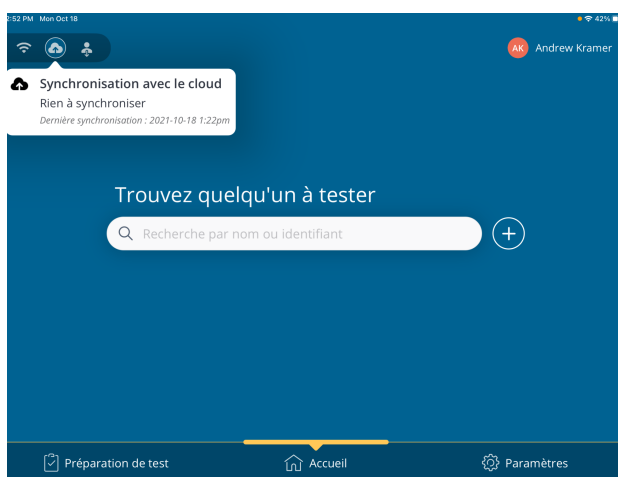 2:52 PM Mon Oct 18
42%
AK Andrew Kramer
Synchronisation avec le cloud
Rien à synchroniser
Dernière synchronisation : 2021-10-18 1:22pm
Trouvez quelqu'un à tester
Recherche par nom ou identifiant
Préparation de test
Accueil
Paramètres